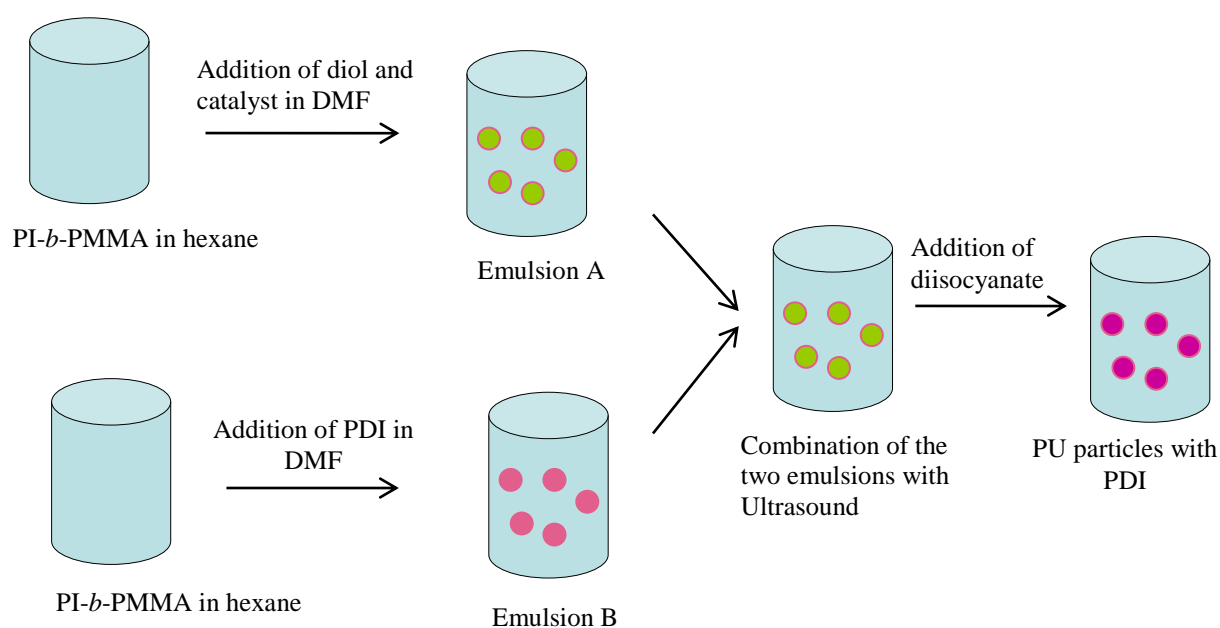 Addition of diol and
catalyst in DMF
PI-b-PMMA in hexane
Emulsion A
Addition of
diisocyanate
Addition of PDI in
DMF
Combination of the
two emulsions with
Ultrasound
PU particles with
PDI
PI-b-PMMA in hexane
Emulsion B